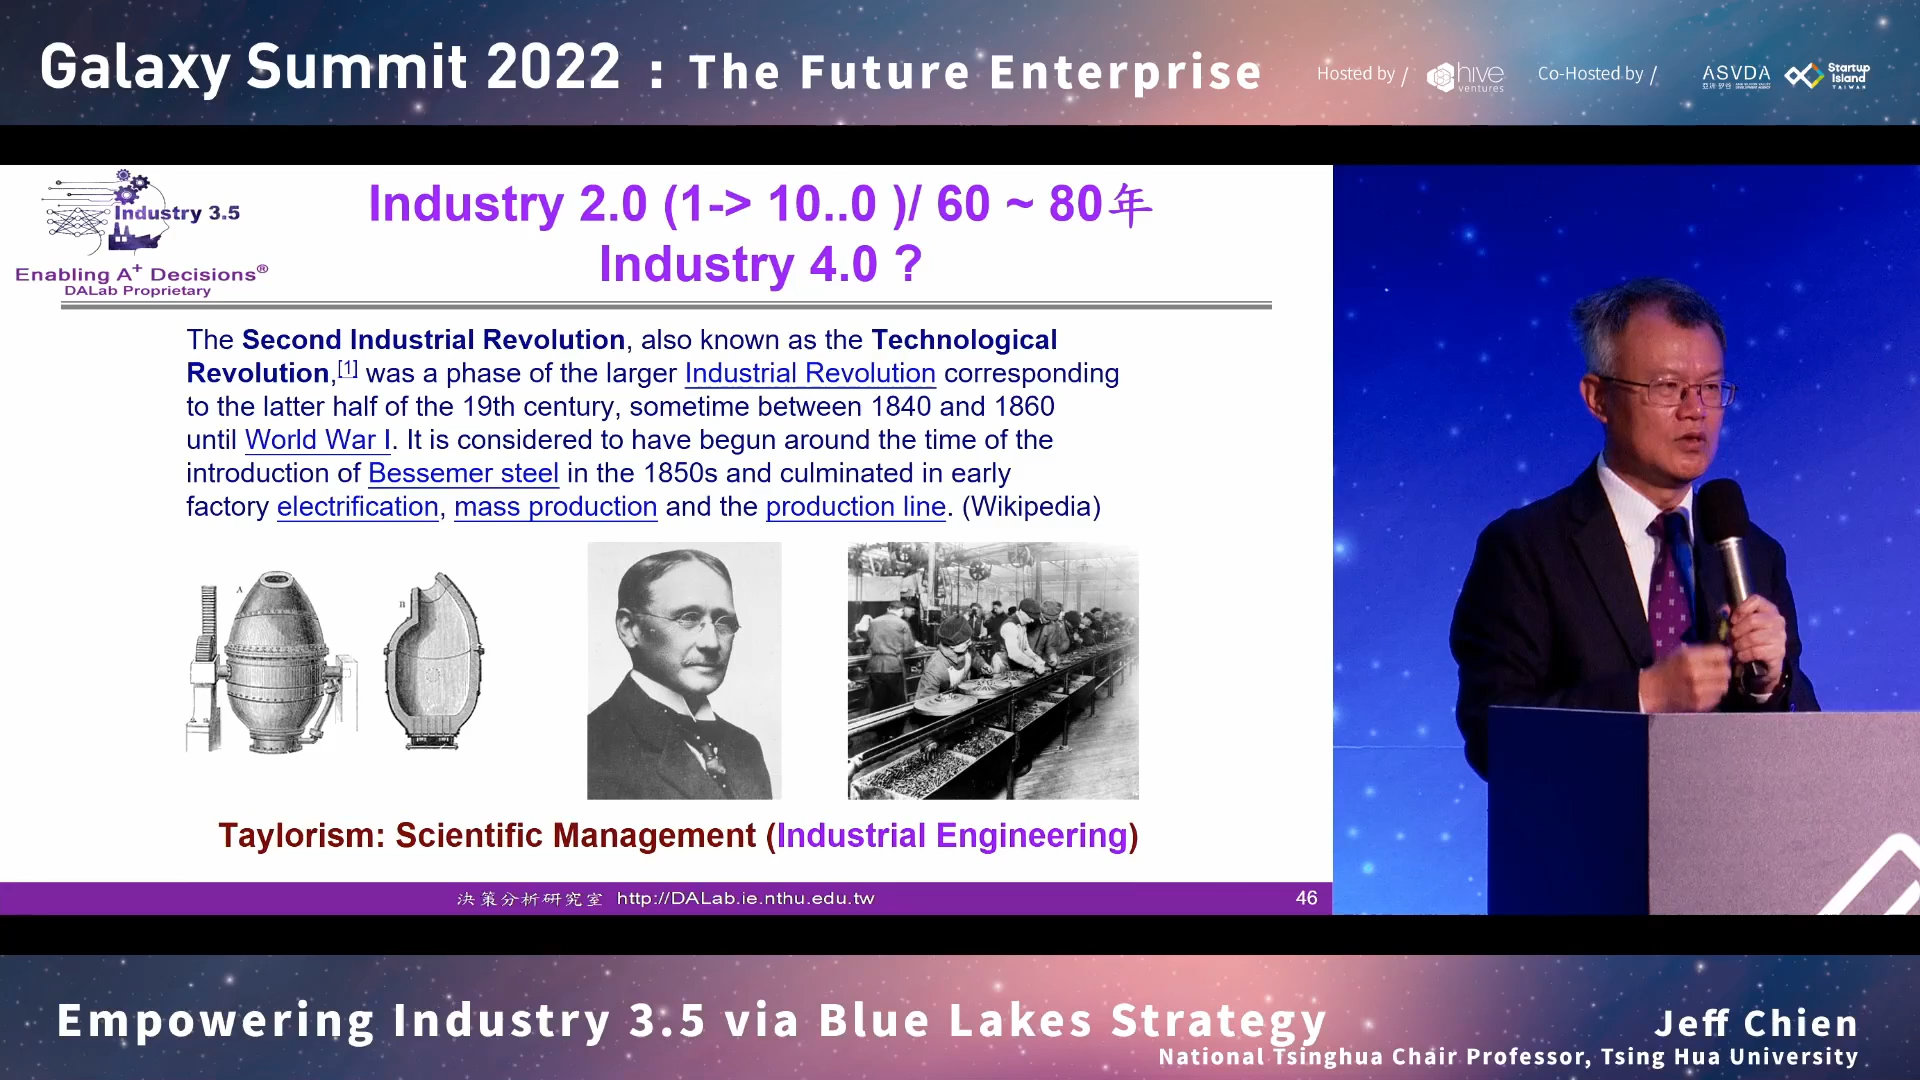 Galaxy Summit 2022 : The Future Enterprise
Hosted by / hive ventures
Co-Hosted by / ASVDA Startup Island TAIWAN
Industry 3.5
Enabling A+ Decisions®
DALab Proprietary
Industry 2.0 (1-> 10..0 )/ 60 ~ 80年
Industry 4.0 ?
The Second Industrial Revolution, also known as the Technological
Revolution,[1] was a phase of the larger Industrial Revolution corresponding
to the latter half of the 19th century, sometime between 1840 and 1860
until World War I. It is considered to have begun around the time of the
introduction of Bessemer steel in the 1850s and culminated in early
factory electrification, mass production and the production line. (Wikipedia)
A
B
Taylorism: Scientific Management (Industrial Engineering)
決策分析研究室 http://DALab.ie.nthu.edu.tw
46
Empowering Industry 3.5 via Blue Lakes Strategy
Jeff Chien
National Tsinghua Chair Professor, Tsing Hua University